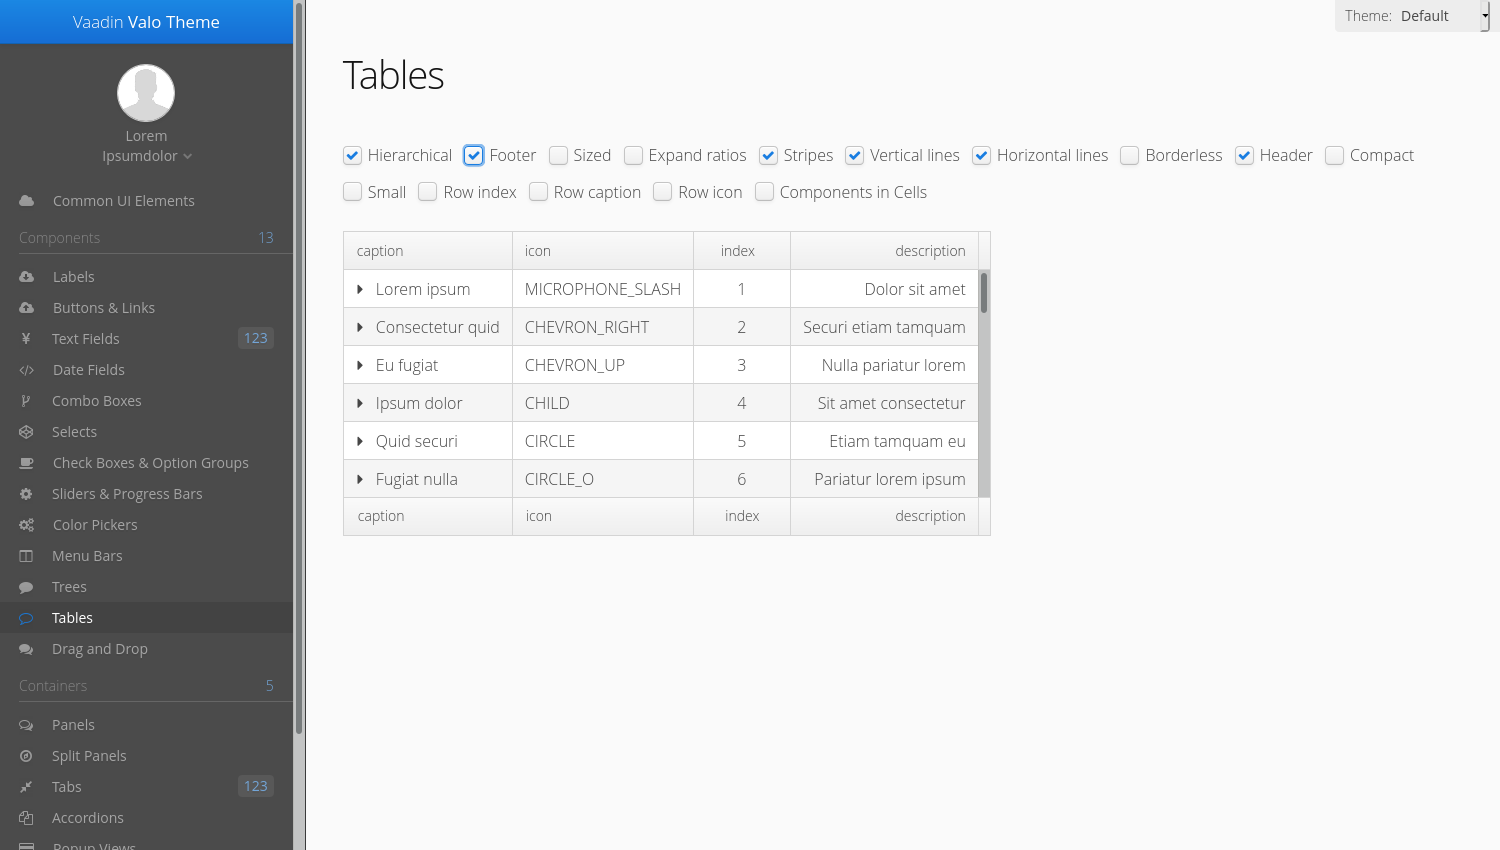 Vaadin Valo Theme
Lorem
Ipsumdolor
Common UI Elements
Components 13
Labels
Buttons & Links
Text Fields 123
Date Fields
Combo Boxes
Selects
Check Boxes & Option Groups
Sliders & Progress Bars
Color Pickers
Menu Bars
Trees
Tables
Drag and Drop
Containers 5
Panels
Split Panels
Tabs 123
Accordions
Popup Views
Theme: Default
Tables
Hierarchical Footer Sized Expand ratios Stripes Vertical lines Horizontal lines Borderless Header Compact
Small Row index Row caption Row icon Components in Cells
caption icon index description
Lorem ipsum MICROPHONE_SLASH 1 Dolor sit amet
Consectetur quid CHEVRON_RIGHT 2 Securi etiam tamquam
Eu fugiat CHEVRON_UP 3 Nulla pariatur lorem
Ipsum dolor CHILD 4 Sit amet consectetur
Quid securi CIRCLE 5 Etiam tamquam eu
Fugiat nulla CIRCLE_O 6 Pariatur lorem ipsum
caption icon index description